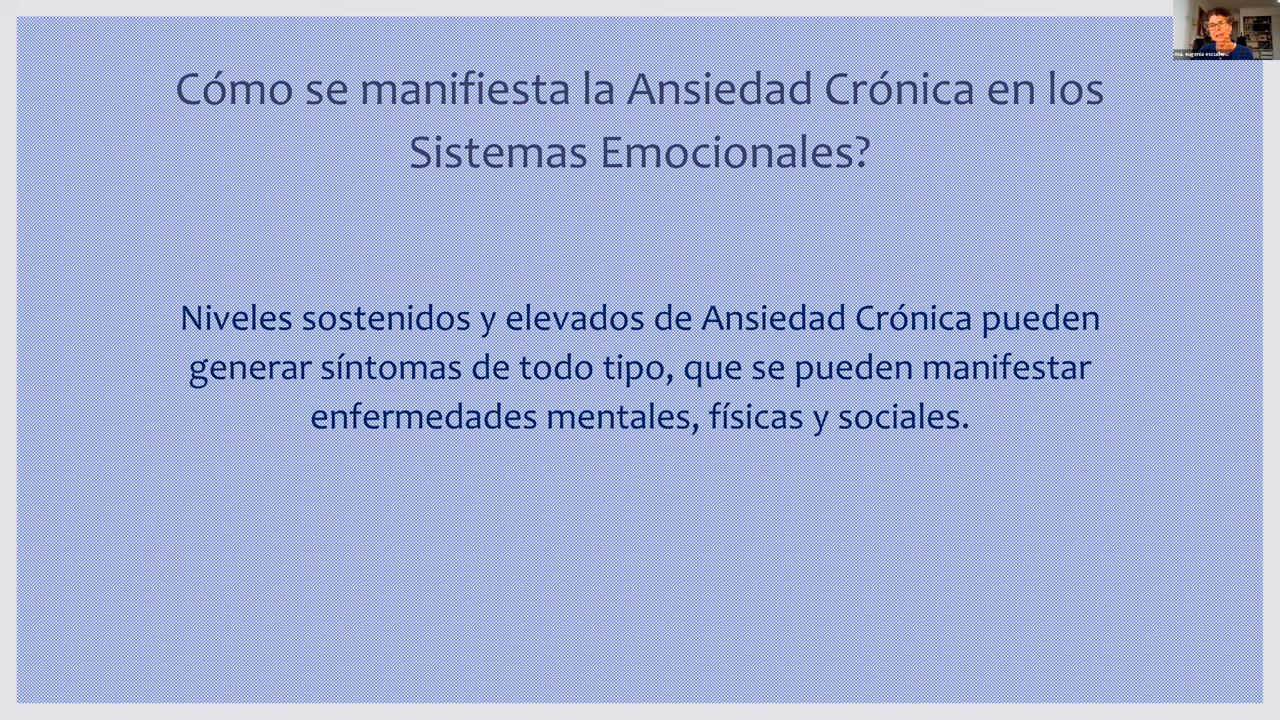 Cómo se manifiesta la Ansiedad Crónica en los
Sistemas Emocionales?
Niveles sostenidos y elevados de Ansiedad Crónica pueden
generar síntomas de todo tipo, que se pueden manifestar
enfermedades mentales, físicas y sociales.
eugenia